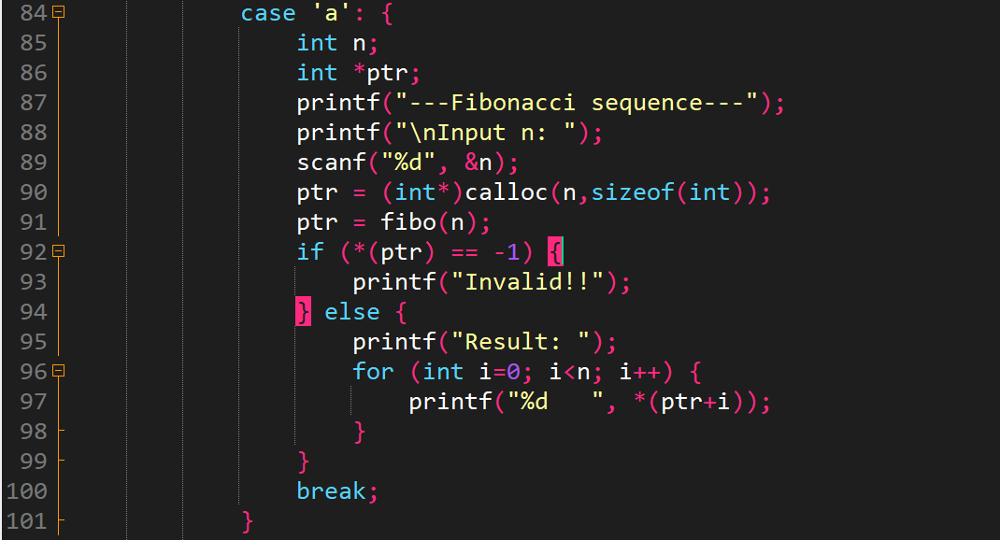 84 case 'a': {
85 int n;
86 int *ptr;
87 printf("---Fibonacci sequence---");
88 printf("\nInput n: ");
89 scanf("%d", &n);
90 ptr = (int*)calloc(n,sizeof(int));
91 ptr = fibo(n);
92 if (*(ptr) == -1) {
93 printf("Invalid!!");
94 } else {
95 printf("Result: ");
96 for (int i=0; i<n; i++) {
97 printf("%d   ", *(ptr+i));
98 }
99 }
100 break;
101 }